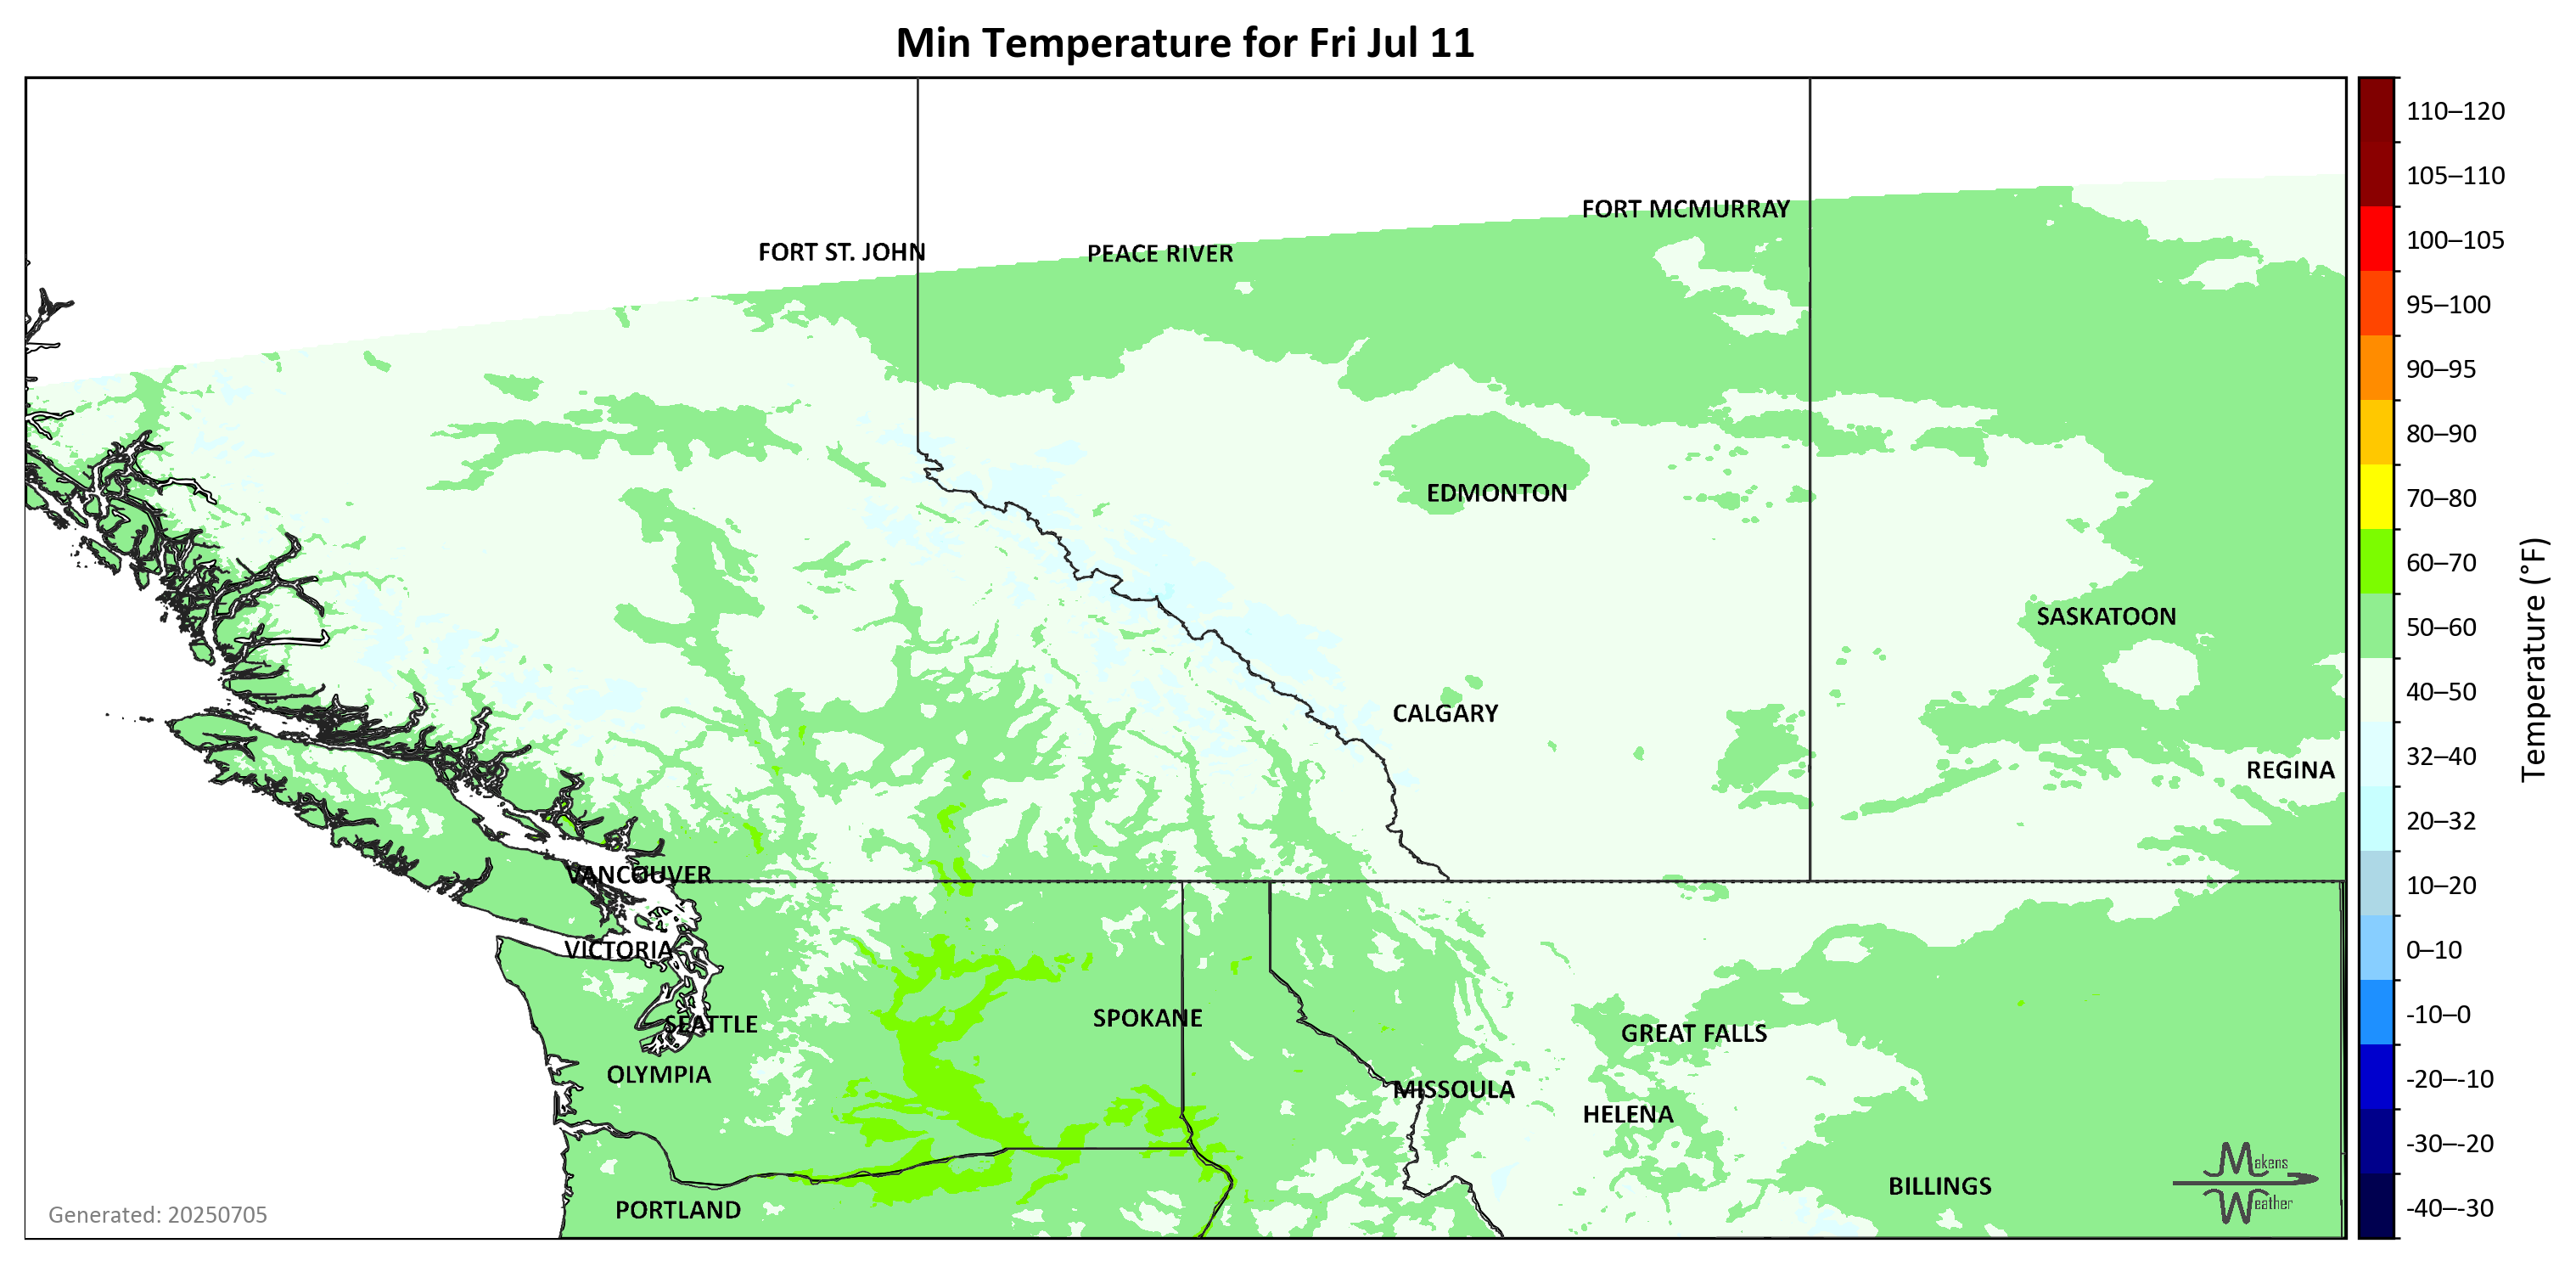 Min Temperature for Fri Jul 11
110–120
105–110
FORT MCMURRAY
100–105
FORT ST. JOHN
PEACE RIVER
95–100
90–95
80–90
EDMONTON
70–80
60–70
SASKATOON
50–60
Temperature (°F)
40–50
CALGARY
REGINA
32–40
20–32
VANCOUVER
10–20
VICTORIA
0–10
SEATTLE
SPOKANE
GREAT FALLS
-10–0
OLYMPIA
MISSOULA
-20–-10
HELENA
-30–-20
Makens
Weather
BILLINGS
PORTLAND
-40–-30
Generated: 20250705